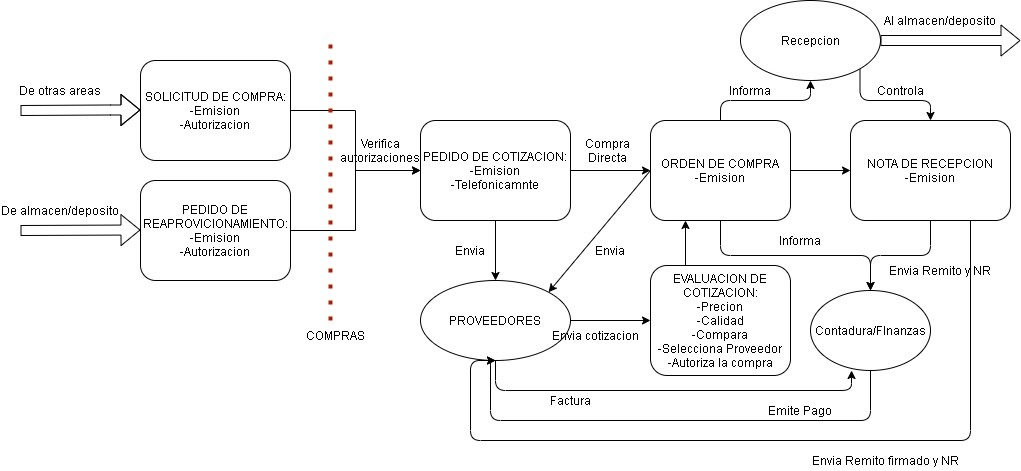 Recepcion
Al almacen/deposito
De otras areas
SOLICITUD DE COMPRA:
-Emision
-Autorizacion
Informa
Controla
Verifica
autorizaciones
PEDIDO DE COTIZACION:
-Emision
-Telefonicamnte
Compra
Directa
ORDEN DE COMPRA
-Emision
NOTA DE RECEPCION
-Emision
De almacen/deposito
PEDIDO DE
REAPROVICIONAMIENTO:
-Emision
-Autorizacion
Envia
Envia
Informa
Envia Remito y NR
COMPRAS
PROVEEDORES
Envia cotizacion
EVALUACION DE
COTIZACION:
-Precion
-Calidad
-Compara
-Selecciona Proveedor
-Autoriza la compra
Contadura/FInanzas
Factura
Emite Pago
Envia Remito firmado y NR